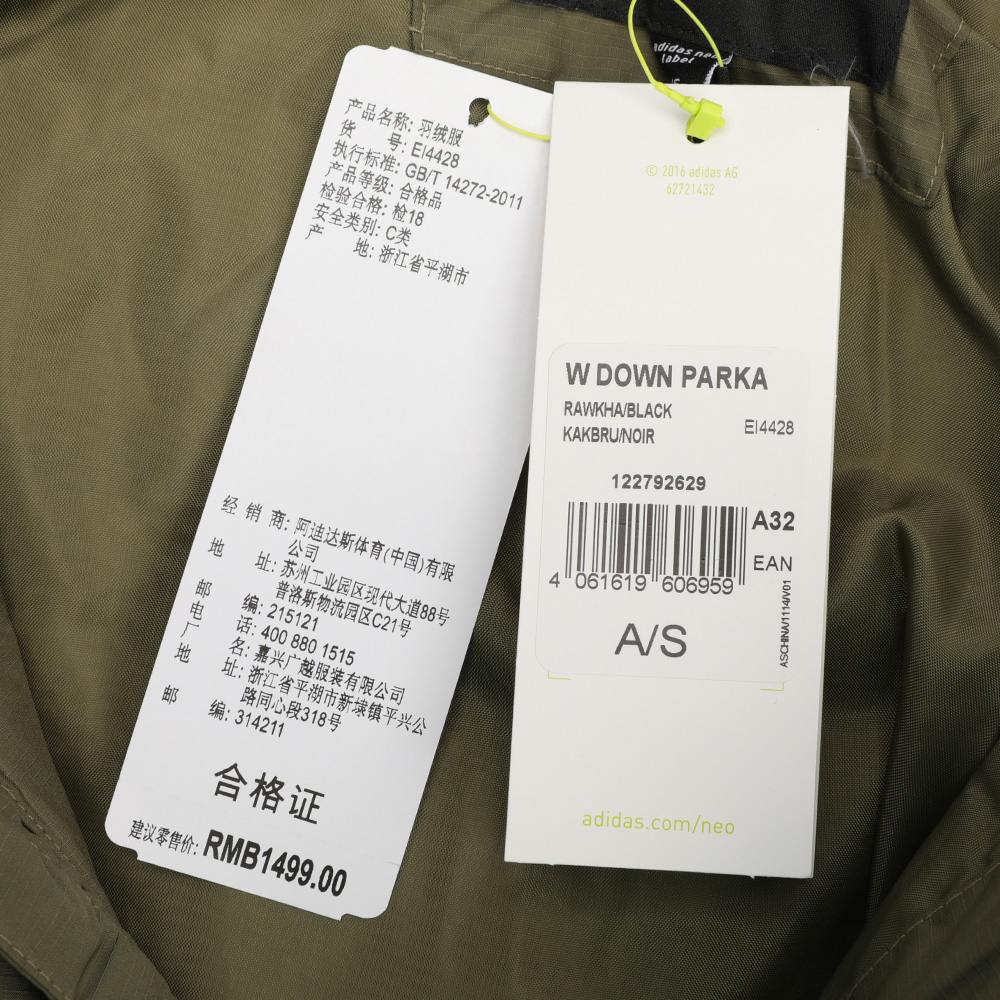 产品名称: 羽绒服
货 号: EI4428
执行标准: GB/T 14272-2011
产品等级: 合格品
检验合格: 检18
安全类别: C类
产 地: 浙江省平湖市
经 销 商: 阿迪达斯体育(中国)有限
公司
地 址: 苏州工业园区现代大道88号
普洛斯物流园区C21号
邮 编: 215121
电 话: 400 880 1515
厂 名: 嘉兴广越服装有限公司
地 址: 浙江省平湖市新埭镇平兴公
路同心段318号
邮 编: 314211
合格证
建议零售价: RMB1499.00
adidas neo
label
© 2016 adidas AG
62721432
W DOWN PARKA
RAWKHA/BLACK
KAKBRU/NOIR
EI4428
122792629
A32
EAN
4 061619 606959
A/S
ASCHINA/1114/V01
adidas.com/neo